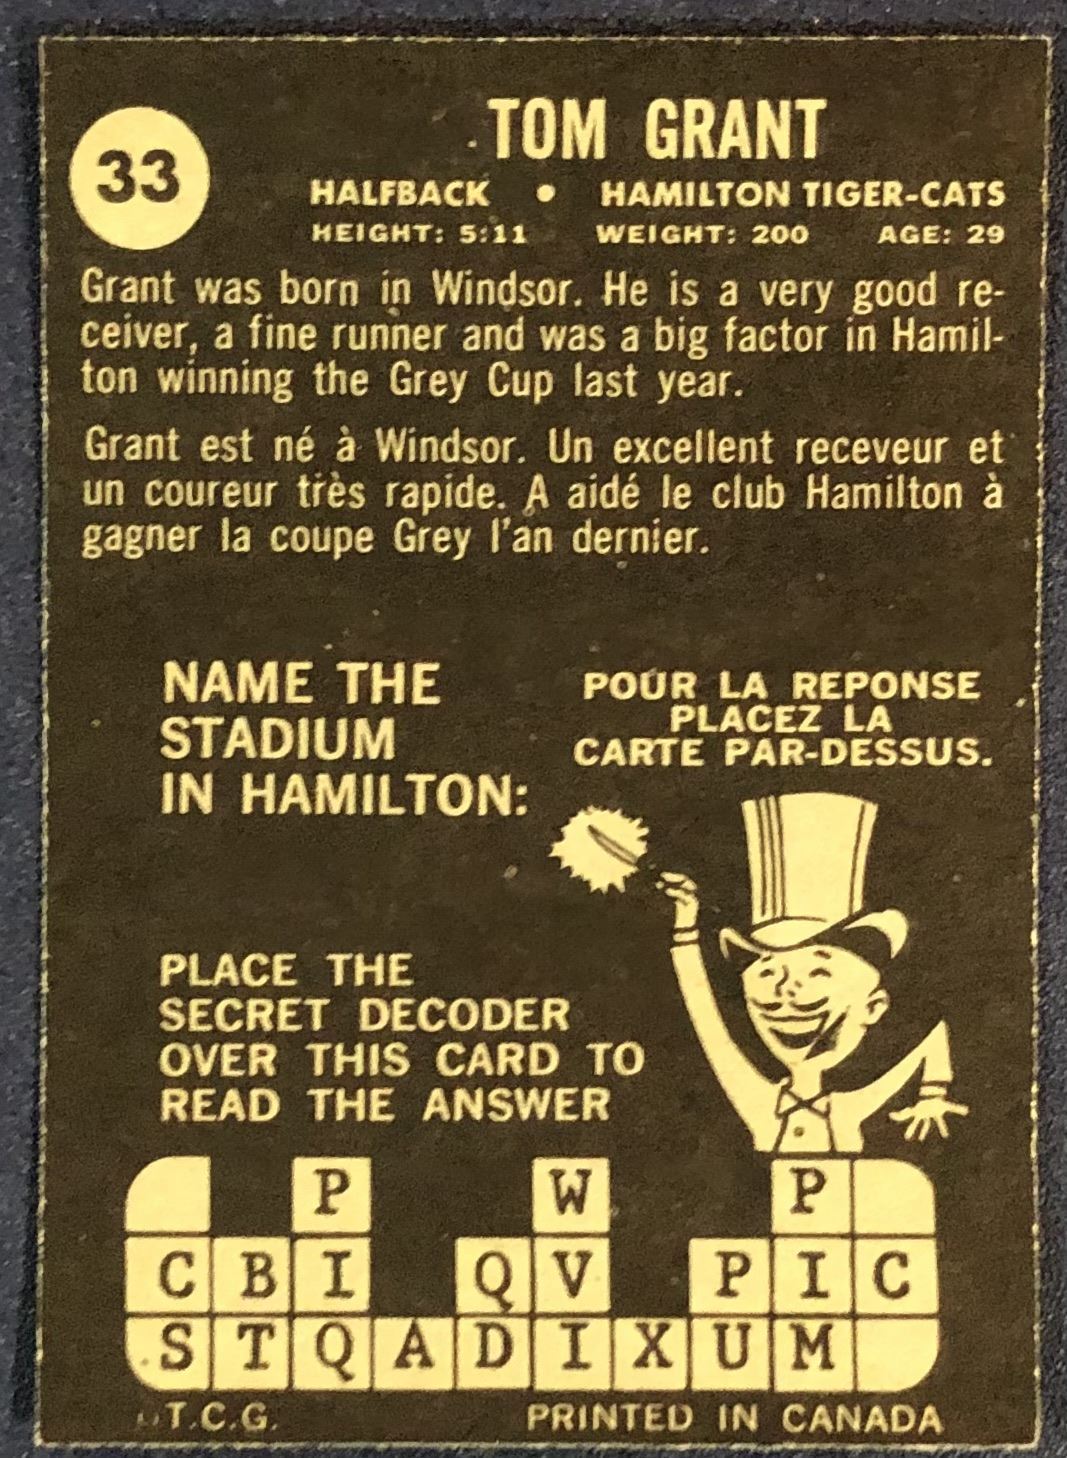 33
TOM GRANT
HALFBACK • HAMILTON TIGER-CATS
HEIGHT: 5:11 WEIGHT: 200 AGE: 29
Grant was born in Windsor. He is a very good re-
ceiver, a fine runner and was a big factor in Hamil-
ton winning the Grey Cup last year.
Grant est né à Windsor. Un excellent receveur et
un coureur très rapide. A aidé le club Hamilton à
gagner la coupe Grey l'an dernier.
NAME THE
STADIUM
IN HAMILTON:
POUR LA REPONSE
PLACEZ LA
CARTE PAR-DESSUS.
PLACE THE
SECRET DECODER
OVER THIS CARD TO
READ THE ANSWER
P W P
C B I Q V P I C
S T Q A D I X U M
T.C.G. PRINTED IN CANADA